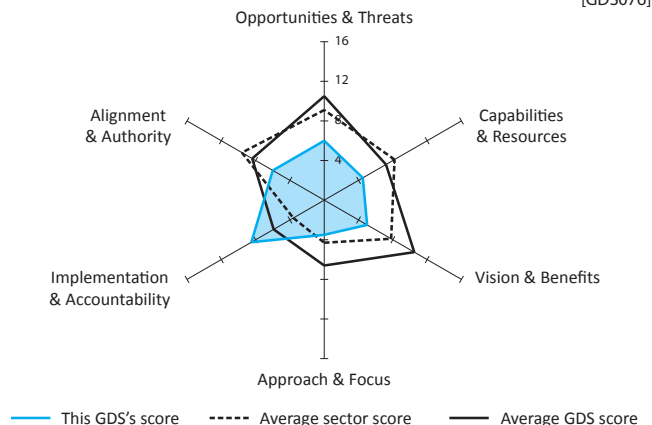 [GDS076]
Opportunities & Threats
16
12
8
4
Alignment
& Authority
Capabilities
& Resources
Implementation
& Accountability
Vision & Benefits
Approach & Focus
This GDS's score
Average sector score
Average GDS score